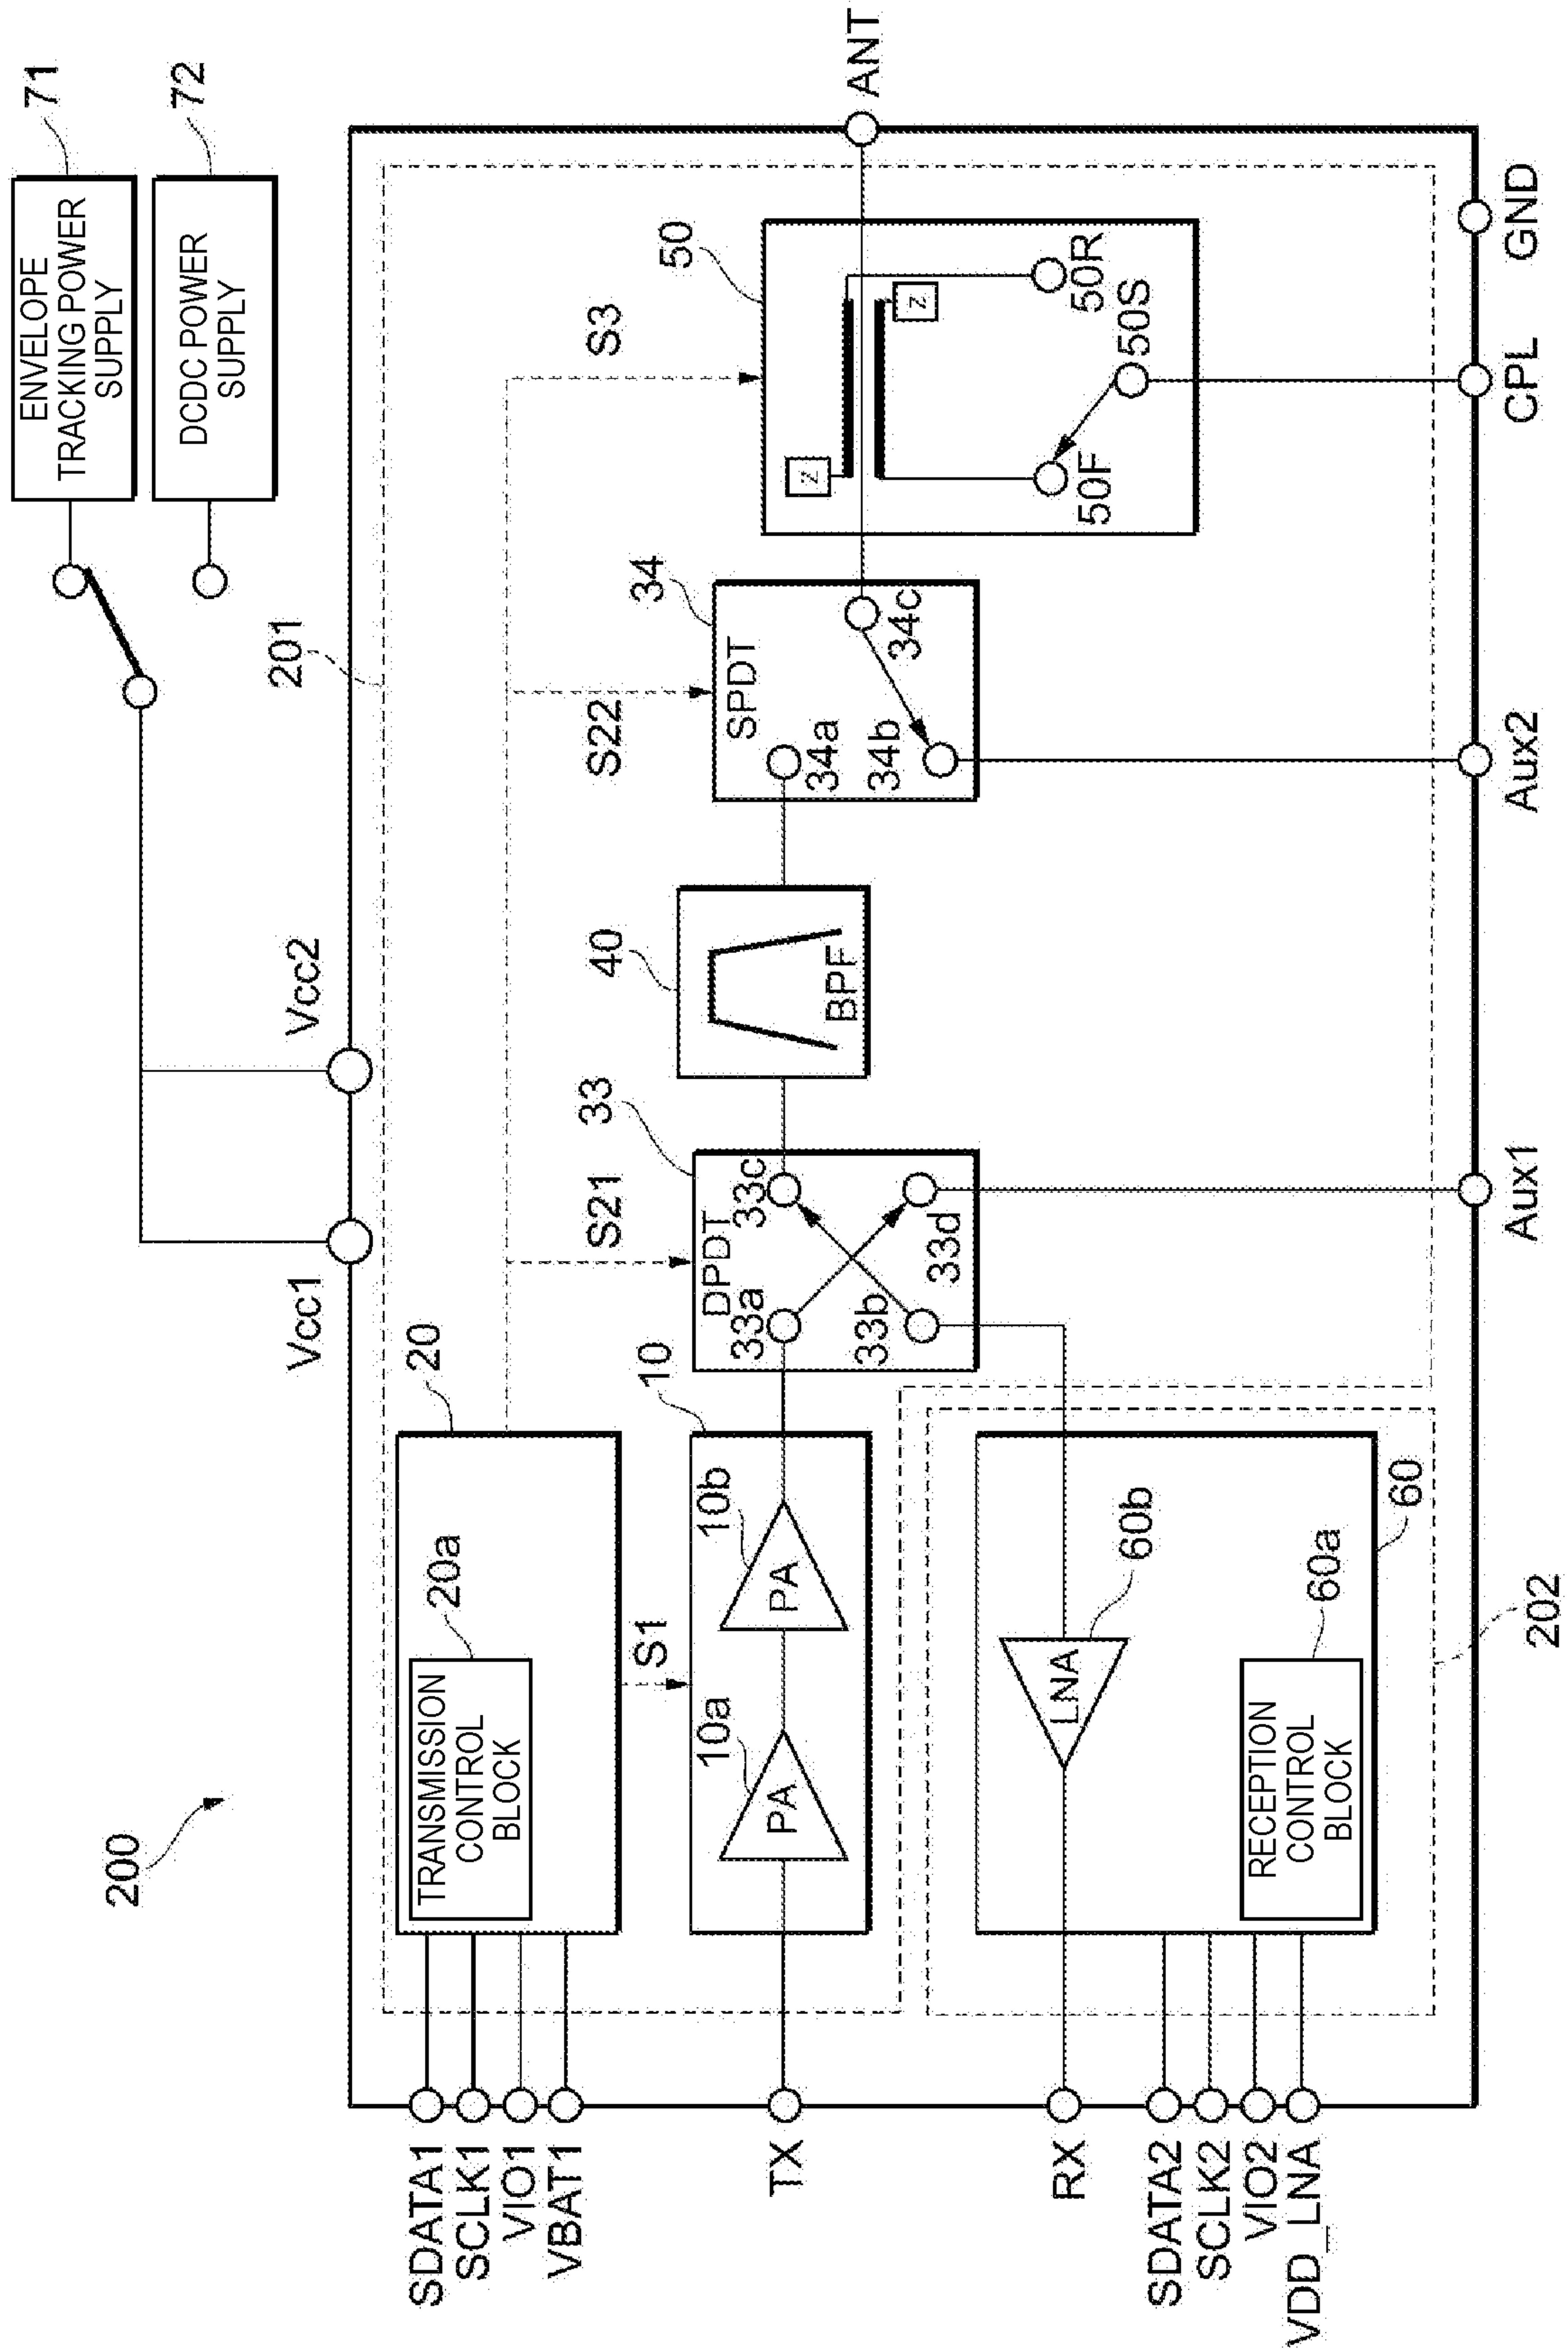 200
ENVELOPE
TRACKING POWER
SUPPLY
71
DCDC POWER
SUPPLY
72
Vcc1
Vcc2
201
SDATA1
SCLK1
VIO1
VBAT1
TRANSMISSION
CONTROL
BLOCK
20a
20
S1
S21
S22
S3
TX
10a
PA
10b
PA
10
DPDT
33
33a
33b
33c
33d
40
BPF
SPDT
34
34a
34b
34c
50
z
z
50F
50R
50S
ANT
RX
LNA
60b
SDATA2
SCLK2
VIO2
VDD_LNA
RECEPTION
CONTROL
BLOCK
60a
60
202
Aux1
Aux2
CPL
GND